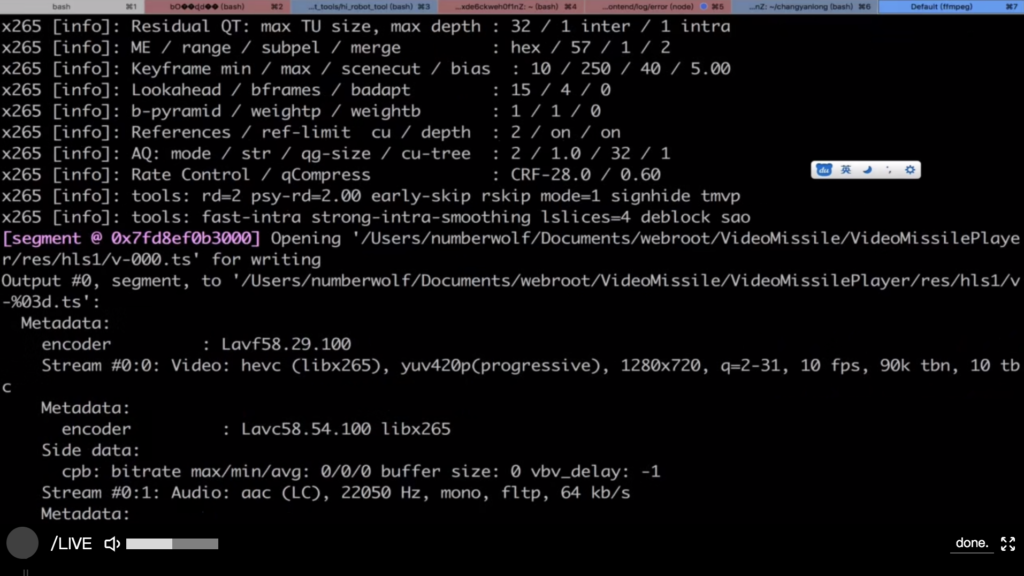 bash ⌘1 (bash) ⌘2 ...t_tools/hi_robot_tool (bash) ⌘3 ...xde6ckweh0f1nZ: ~ (bash) ⌘4 ...ontend/log/error (node) ⌘5 ...nZ: ~/changyanlong (bash) ⌘6 Default (ffmpeg) ⌘7
x265 [info]: Residual QT: max TU size, max depth : 32 / 1 inter / 1 intra
x265 [info]: ME / range / subpel / merge : hex / 57 / 1 / 2
x265 [info]: Keyframe min / max / scenecut / bias : 10 / 250 / 40 / 5.00
x265 [info]: Lookahead / bframes / badapt : 15 / 4 / 0
x265 [info]: b-pyramid / weightp / weightb : 1 / 1 / 0
x265 [info]: References / ref-limit cu / depth : 2 / on / on
x265 [info]: AQ: mode / str / qg-size / cu-tree : 2 / 1.0 / 32 / 1
x265 [info]: Rate Control / qCompress : CRF-28.0 / 0.60
du 英
x265 [info]: tools: rd=2 psy-rd=2.00 early-skip rskip mode=1 signhide tmvp
x265 [info]: tools: fast-intra strong-intra-smoothing lslices=4 deblock sao
[segment @ 0x7fd8ef0b3000] Opening '/Users/numberwolf/Documents/webroot/VideoMissile/VideoMissilePlaye
r/res/hls1/v-000.ts' for writing
Output #0, segment, to '/Users/numberwolf/Documents/webroot/VideoMissile/VideoMissilePlayer/res/hls1/v
-%03d.ts':
Metadata:
encoder : Lavf58.29.100
Stream #0:0: Video: hevc (libx265), yuv420p(progressive), 1280x720, q=2-31, 10 fps, 90k tbn, 10 tb
c
Metadata:
encoder : Lavc58.54.100 libx265
Side data:
cpb: bitrate max/min/avg: 0/0/0 buffer size: 0 vbv_delay: -1
Stream #0:1: Audio: aac (LC), 22050 Hz, mono, fltp, 64 kb/s
Metadata:
/LIVE done.